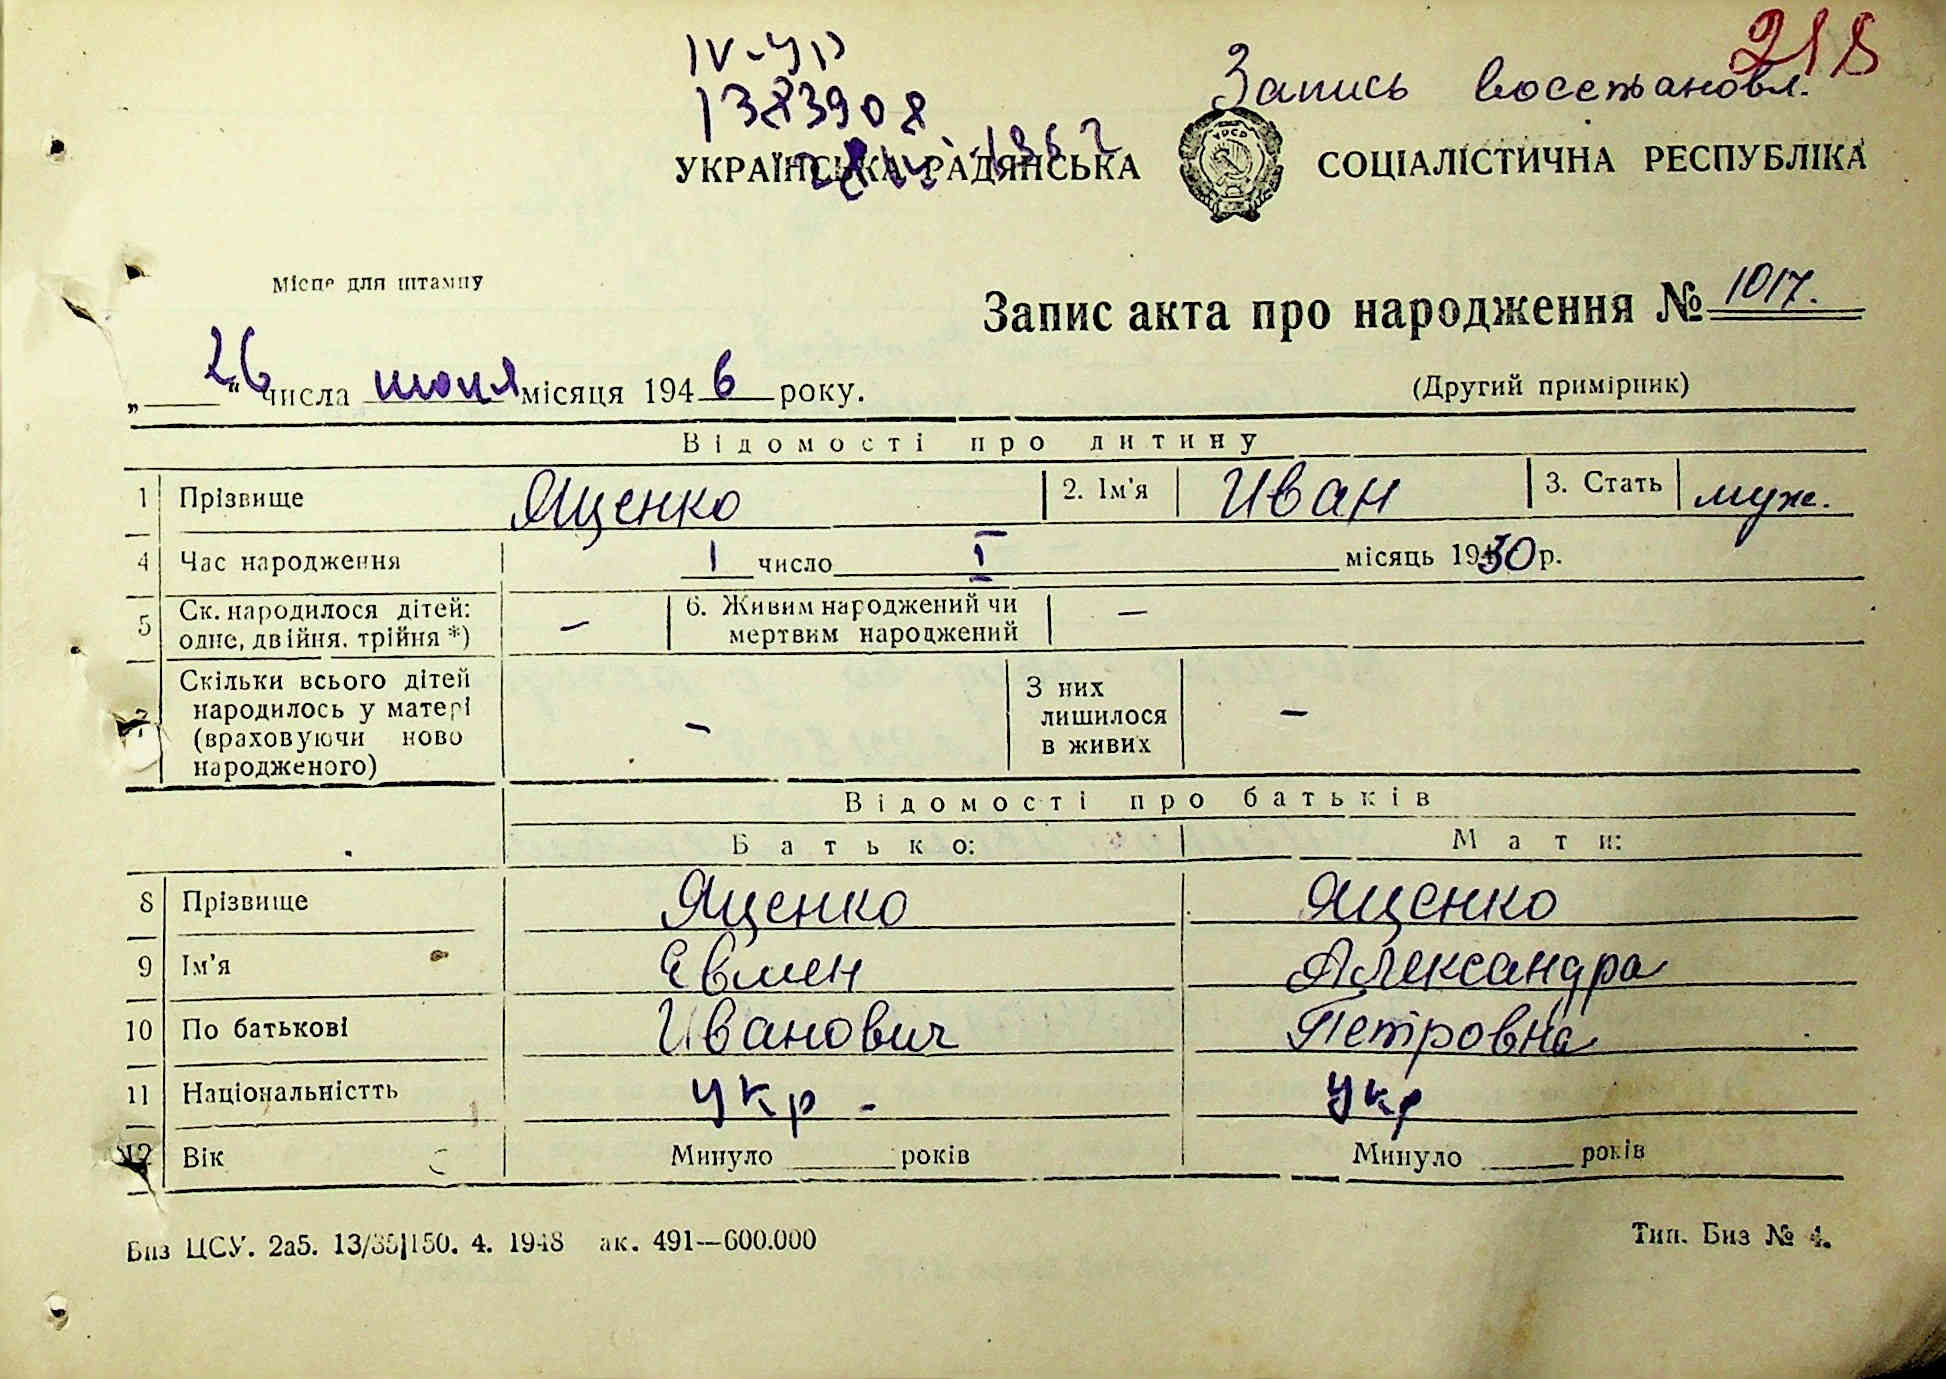 218
IV-УР
1383908
Запись восстановл.
УКРАЇНСЬКА РАДЯНСЬКА СОЦІАЛІСТИЧНА РЕСПУБЛІКА
Місце для штампу
Запис акта про народження № 1017.
„26“ числа июля місяця 1946 року.
(Другий примірник)
Відомості про дитину
1 Прізвище Ященко 2. Ім'я Иван 3. Стать муж.
4 Час народження 1 число I місяць 1930 р.
5 Ск. народилося дітей: одне, двійня, трійня *) — 6. Живим народжений чи мертвим народжений —
7 Скільки всього дітей народилось у матері (враховуючи ново народженого) — З них лишилося в живих —
Відомості про батьків
Батько: Мати:
8 Прізвище Ященко Ященко
9 Ім'я Евмен Александра
10 По батькові Иванович Петровна
11 Національністть укр - укр
12 Вік Минуло ____ років Минуло ____ років
Биз ЦСУ. 2а5. 13/35|150. 4. 1948 ак. 491—600.000 Тип. Биз № 4.